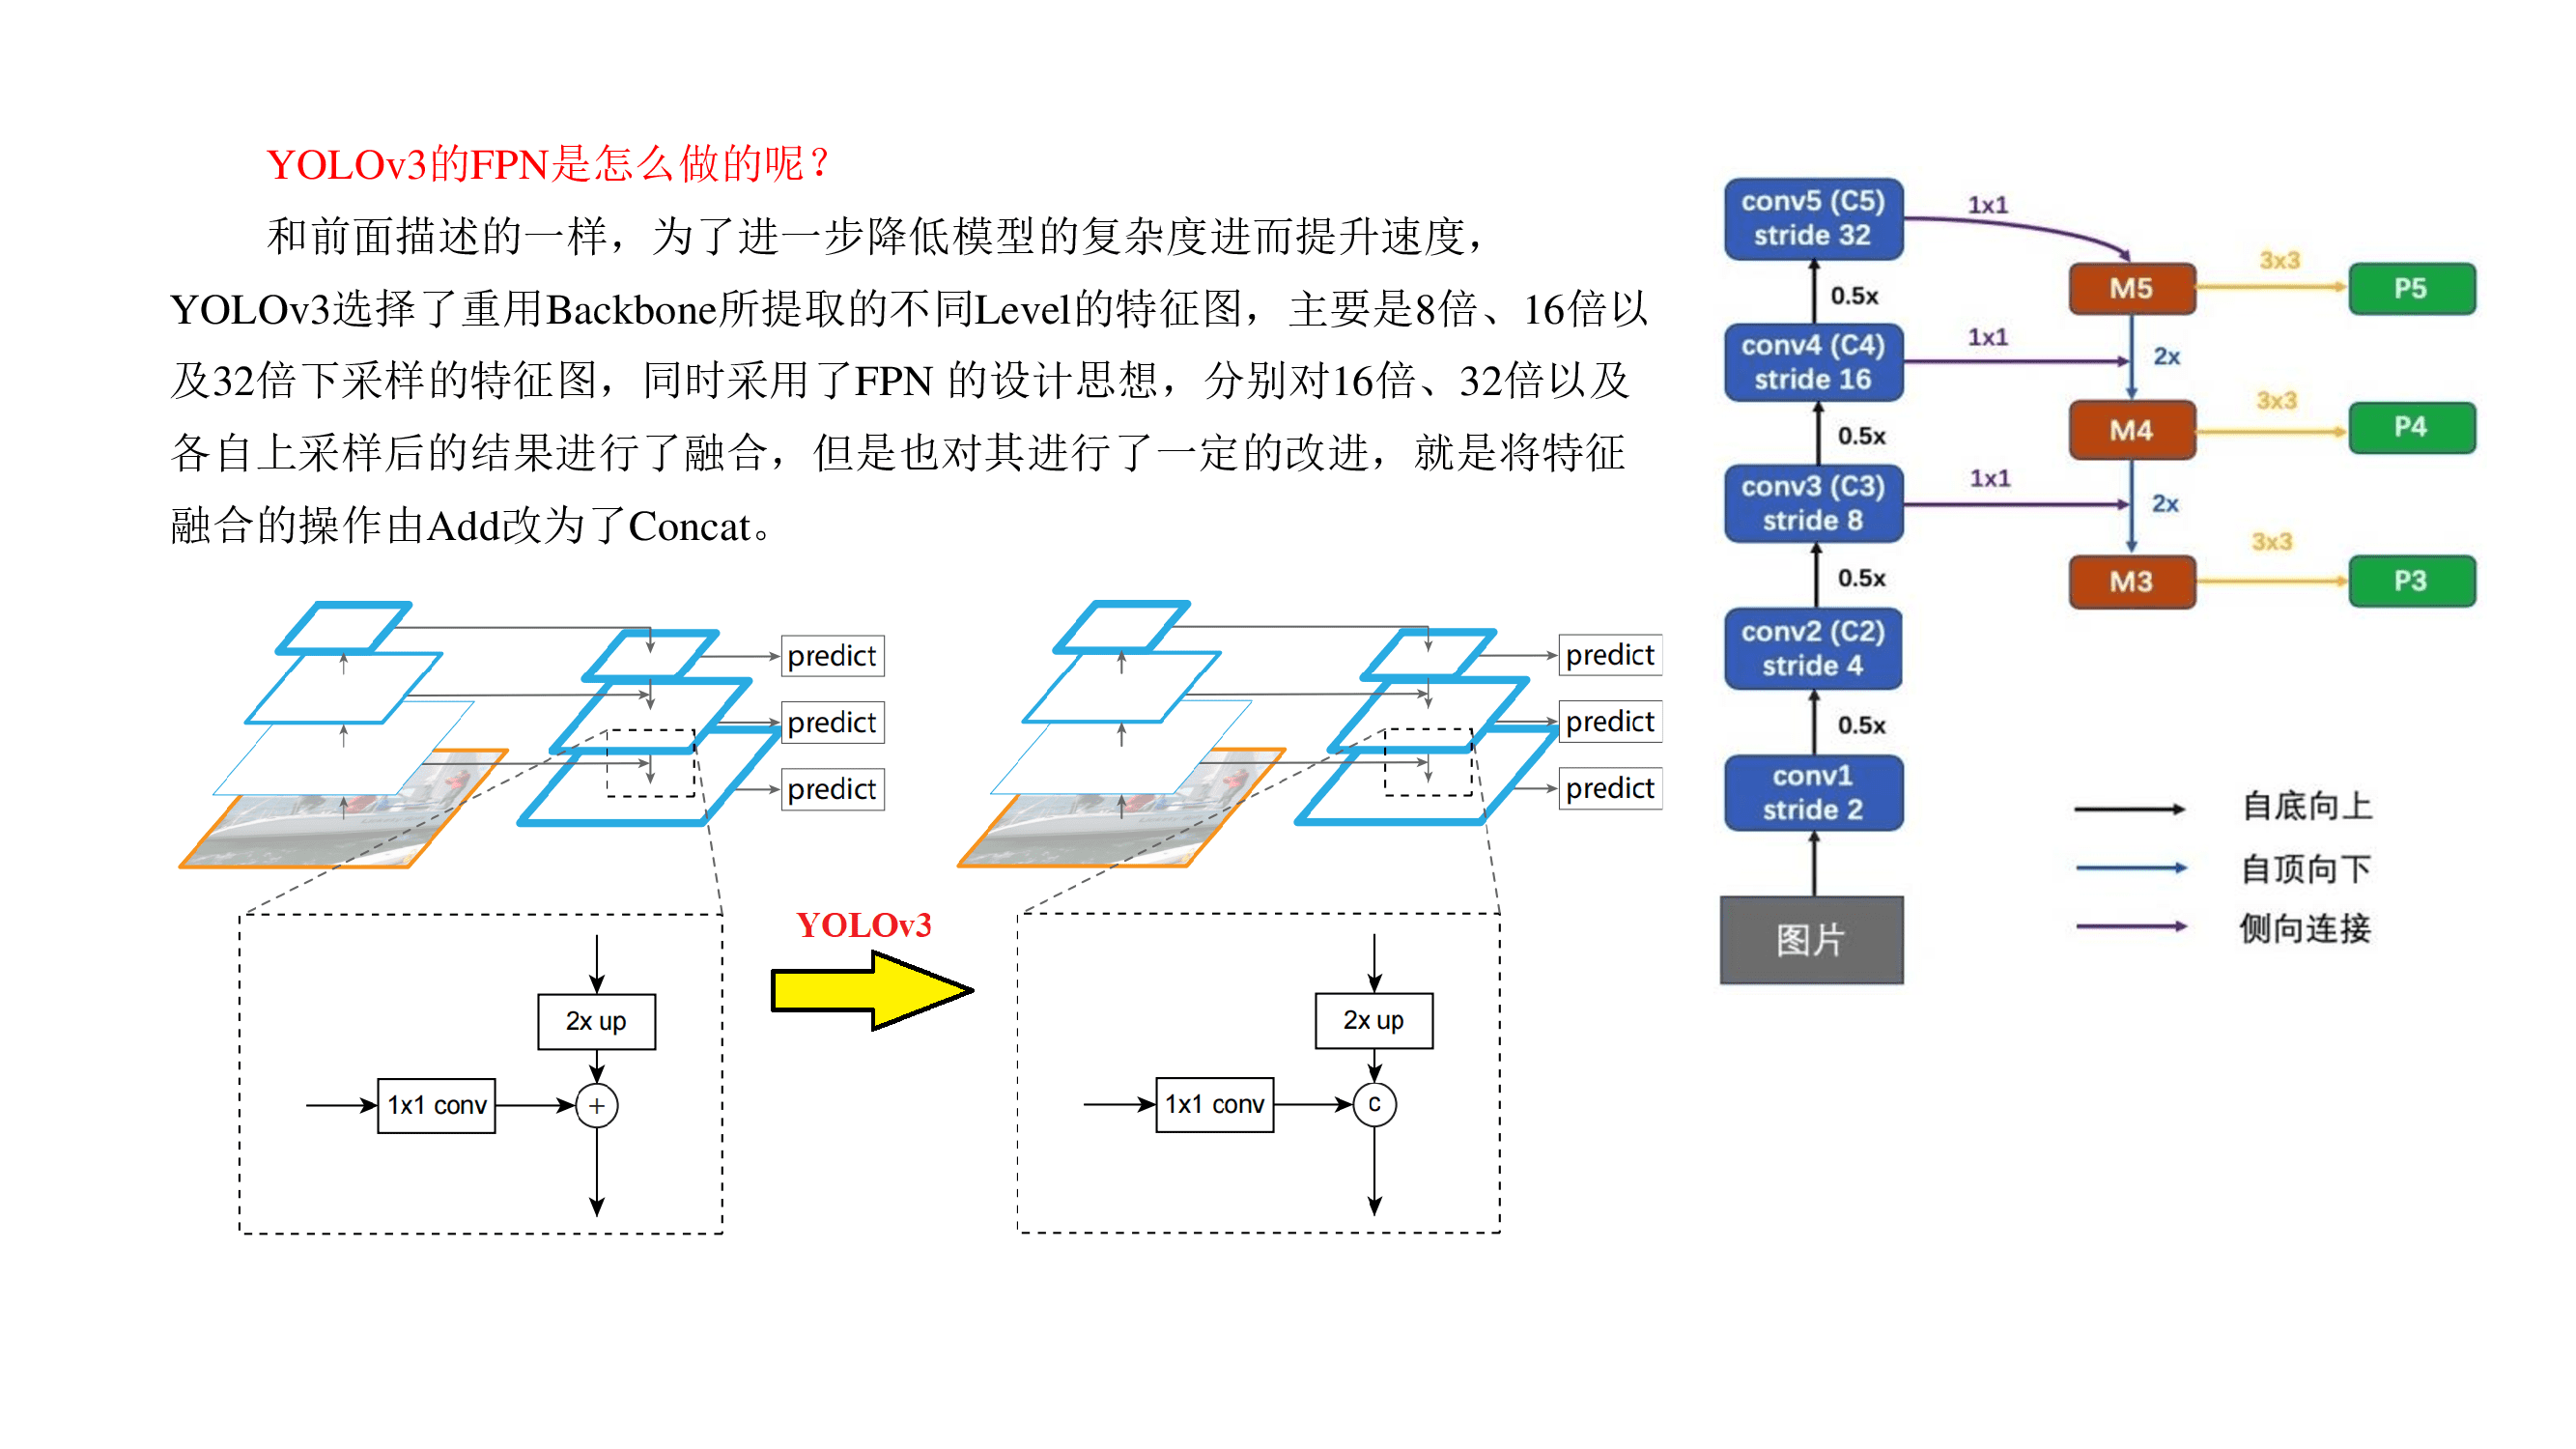 YOLOv3的FPN是怎么做的呢？
和前面描述的一样，为了进一步降低模型的复杂度进而提升速度，
YOLOv3选择了重用Backbone所提取的不同Level的特征图，主要是8倍、16倍以
及32倍下采样的特征图，同时采用了FPN 的设计思想，分别对16倍、32倍以及
各自上采样后的结果进行了融合，但是也对其进行了一定的改进，就是将特征
融合的操作由Add改为了Concat。
predict
predict
predict
2x up
1x1 conv
+
YOLOv3
predict
predict
predict
2x up
1x1 conv
c
conv5 (C5)
stride 32
1x1
0.5x
M5
3x3
P5
conv4 (C4)
stride 16
1x1
2x
0.5x
M4
3x3
P4
conv3 (C3)
stride 8
1x1
2x
0.5x
M3
3x3
P3
conv2 (C2)
stride 4
0.5x
conv1
stride 2
图片
自底向上
自顶向下
侧向连接